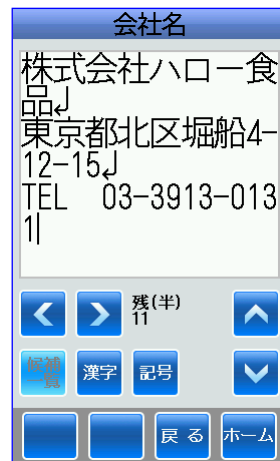 会社名
株式会社ハロー食
品↲
東京都北区堀船4-
12-15↲
TEL　03-3913-013
1
残(半)
11
候補
一覧
漢字
記号
戻る
ホーム